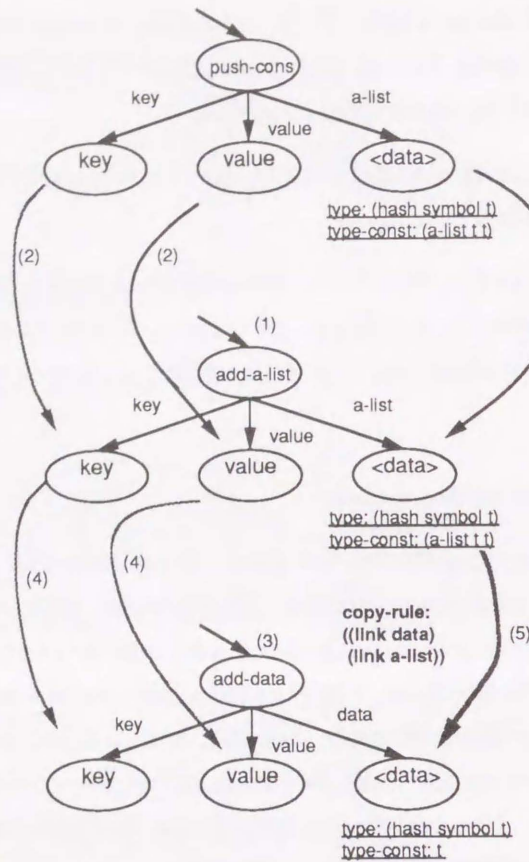 push-cons
key
value
a-list
key
value
<data>
type: (hash symbol t)
type-const: (a-list t t)
(2)
(2)
(1)
add-a-list
key
value
a-list
key
value
<data>
type: (hash symbol t)
type-const: (a-list t t)
(4)
(4)
copy-rule:
((link data)
(link a-list))
(5)
(3)
add-data
key
value
data
key
value
<data>
type: (hash symbol t)
type-const: t